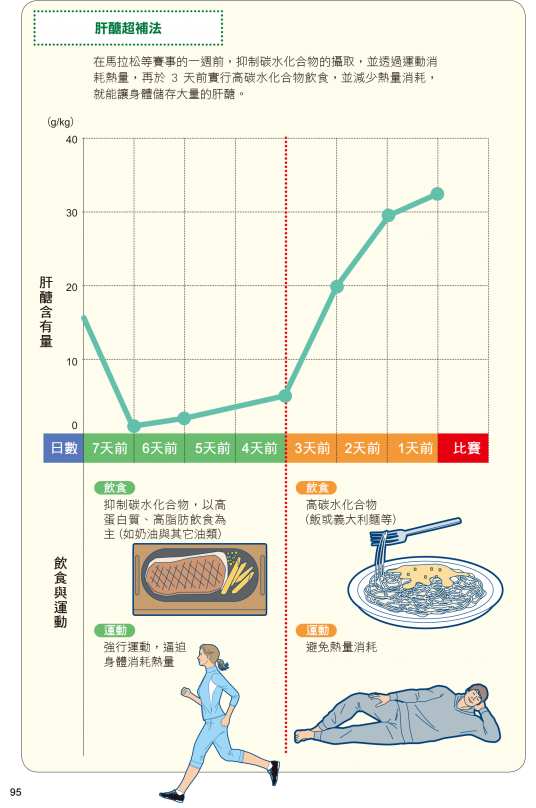 肝醣超補法
在馬拉松等賽事的一週前，抑制碳水化合物的攝取，並透過運動消
耗熱量，再於 3 天前實行高碳水化合物飲食，並減少熱量消耗，
就能讓身體儲存大量的肝醣。
(g/kg)
40
30
20
10
0
肝醣含有量
日數 7天前 6天前 5天前 4天前 3天前 2天前 1天前 比賽
飲食與運動
飲食
抑制碳水化合物，以高
蛋白質、高脂肪飲食為
主（如奶油與其它油類）
運動
強行運動，逼迫
身體消耗熱量
飲食
高碳水化合物
（飯或義大利麵等）
運動
避免熱量消耗
95